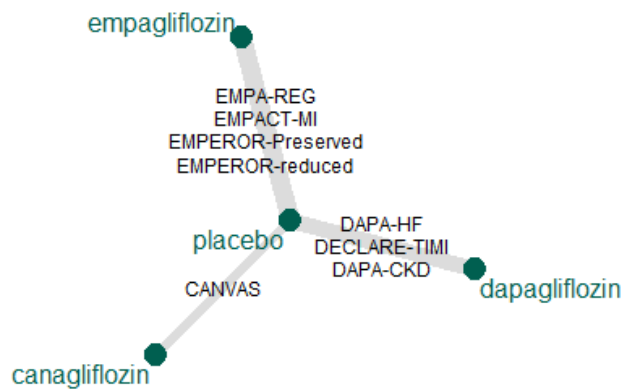 empagliflozin
EMPA-REG
EMPACT-MI
EMPEROR-Preserved
EMPEROR-reduced
placebo
DAPA-HF
DECLARE-TIMI
DAPA-CKD
dapagliflozin
CANVAS
canagliflozin